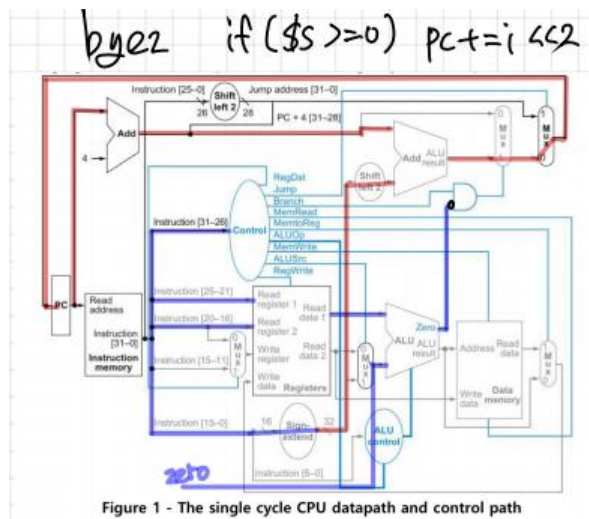 bgez if ($s >=0) pc+=i <<2
Instruction [25–0] Shift left 2 Jump address [31–0]
26 28
PC + 4 [31–28]
Add
4
0 M u x 1
1 M u x 0
Add ALU result
Shift left 2
RegDst
Jump
Branch
MemRead
MemtoReg
ALUOp
MemWrite
ALUSrc
RegWrite
Instruction [31–26]
Control
PC
Read address
Instruction [31–0]
Instruction memory
Instruction [25–21]
Instruction [20–16]
Instruction [15–11]
0 M u x 1
Read register 1
Read register 2
Write register
Write data
Read data 1
Read data 2
Registers
0 M u x 1
Zero
ALU ALU result
Address
Write data
Read data
Data memory
1 M u x 0
Instruction [15–0]
16
Sign-extend
32
ALU control
Instruction [5–0]
zero
Figure 1 - The single cycle CPU datapath and control path